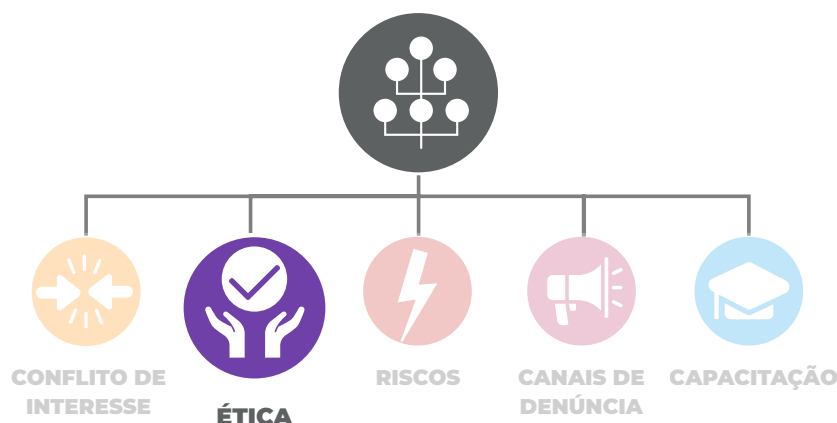 CONFLITO DE
INTERESSE
ÉTICA
RISCOS
CANAIS DE
DENÚNCIA
CAPACITAÇÃO